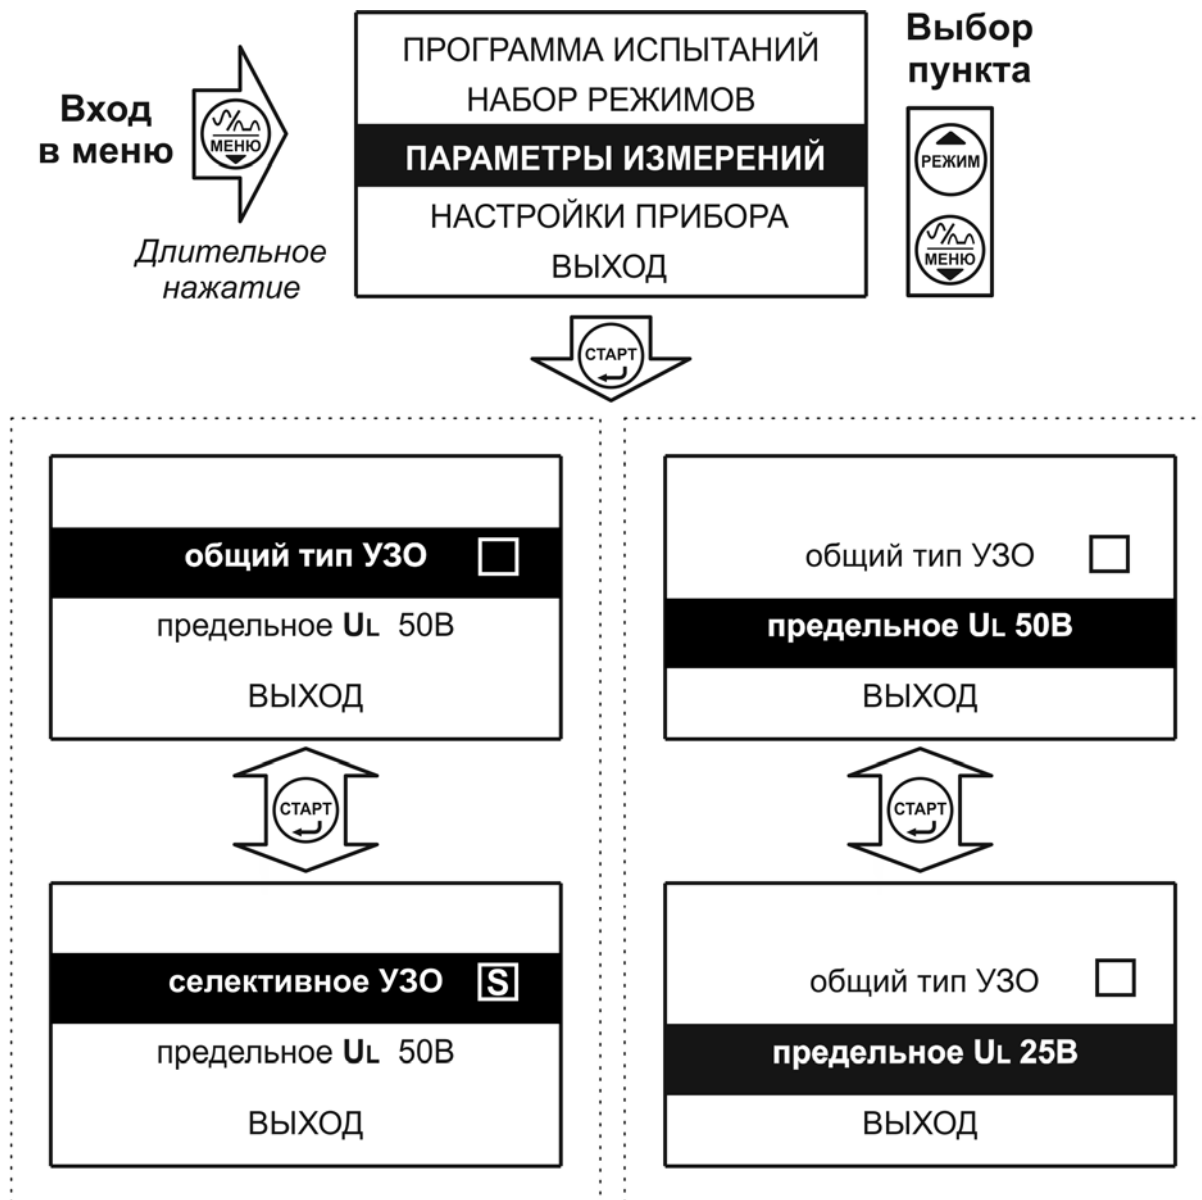 Вход
в меню
МЕНЮ
Длительное
нажатие
ПРОГРАММА ИСПЫТАНИЙ
НАБОР РЕЖИМОВ
ПАРАМЕТРЫ ИЗМЕРЕНИЙ
НАСТРОЙКИ ПРИБОРА
ВЫХОД
Выбор
пункта
РЕЖИМ
МЕНЮ
СТАРТ
общий тип УЗО
предельное UL 50В
ВЫХОД
СТАРТ
селективное УЗО S
предельное UL 50В
ВЫХОД
общий тип УЗО
предельное UL 50В
ВЫХОД
СТАРТ
общий тип УЗО
предельное UL 25В
ВЫХОД